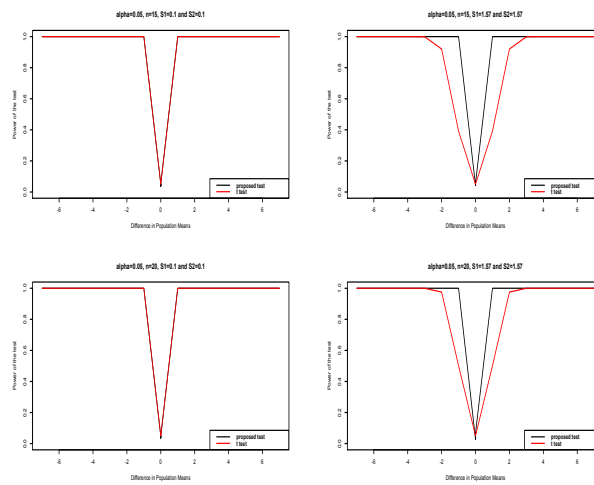 alpha=0.05, n=15, S1=0.1 and S2=0.1
Power of the test
1.0
0.8
0.6
0.4
0.2
0.0
proposed test
t test
-6 -4 -2 0 2 4 6
Difference in Population Means
alpha=0.05, n=15, S1=1.57 and S2=1.57
Power of the test
1.0
0.8
0.6
0.4
0.2
0.0
proposed test
t test
-6 -4 -2 0 2 4 6
Difference in Population Means
alpha=0.05, n=20, S1=0.1 and S2=0.1
Power of the test
1.0
0.8
0.6
0.4
0.2
0.0
proposed test
t test
-6 -4 -2 0 2 4 6
Difference in Population Means
alpha=0.05, n=20, S1=1.57 and S2=1.57
Power of the test
1.0
0.8
0.6
0.4
0.2
0.0
proposed test
t test
-6 -4 -2 0 2 4 6
Difference in Population Means